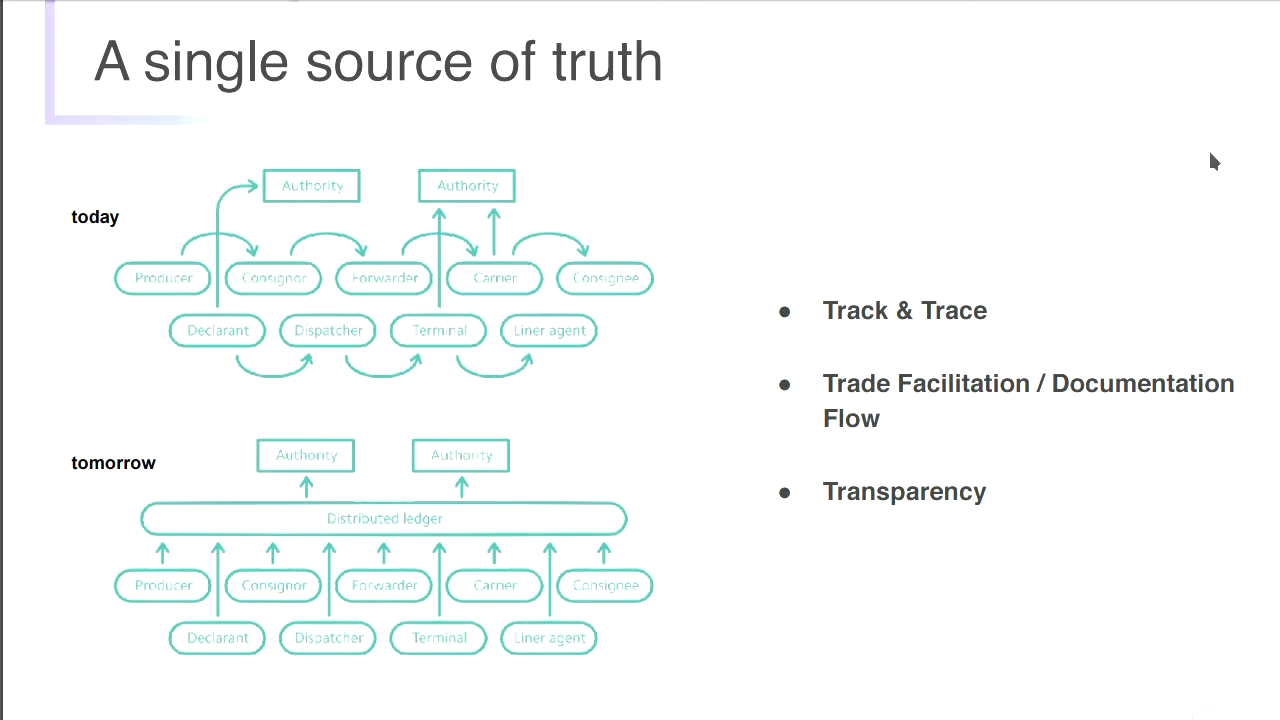 A single source of truth
today
Authority Authority
Producer Consignor Forwarder Carrier Consignee
Declarant Dispatcher Terminal Liner agent
tomorrow
Authority Authority
Distributed ledger
Producer Consignor Forwarder Carrier Consignee
Declarant Dispatcher Terminal Liner agent
● Track & Trace
● Trade Facilitation / Documentation
Flow
● Transparency